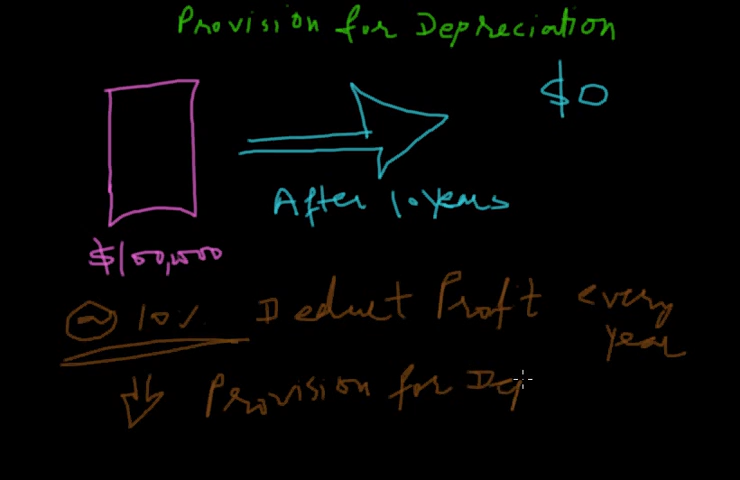 Provision for Depreciation
$0
After 10 years
$100,000
@ 10% Deduct Profit every
year
Provision for Dep